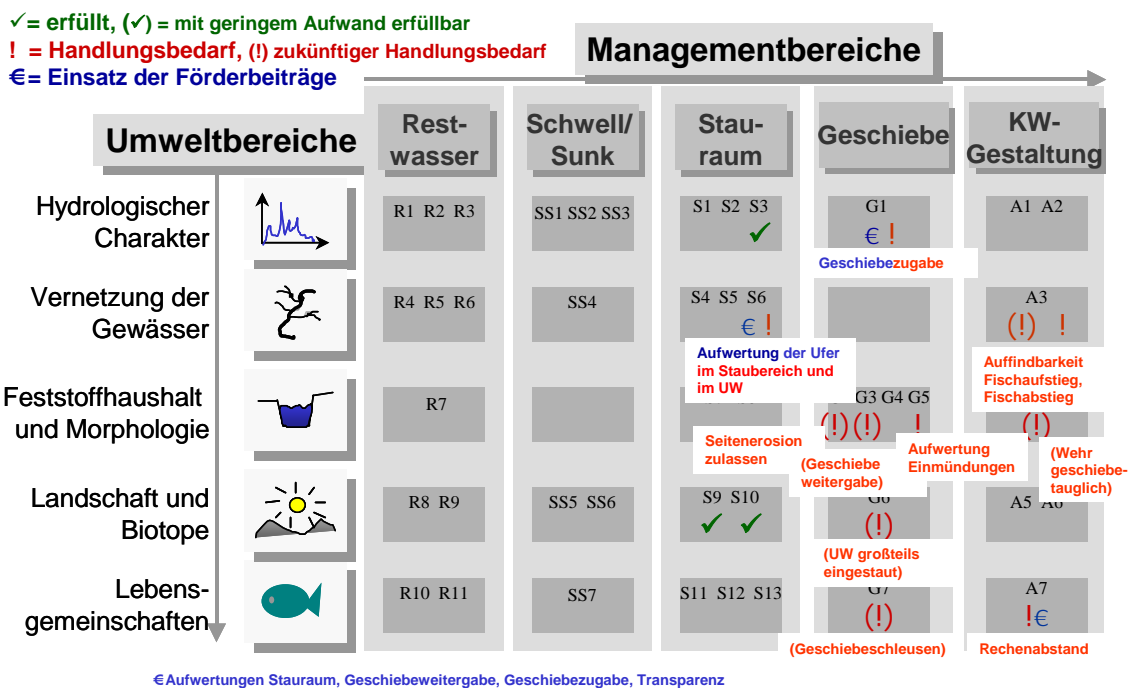 ✓= erfüllt, (✓) = mit geringem Aufwand erfüllbar
! = Handlungsbedarf, (!) zukünftiger Handlungsbedarf
€= Einsatz der Förderbeiträge
Managementbereiche
Umweltbereiche
Rest-
wasser
Schwell/
Sunk
Stau-
raum
Geschiebe
KW-
Gestaltung
Hydrologischer
Charakter
R1 R2 R3
SS1 SS2 SS3
S1 S2 S3
✓
G1
€ !
Geschiebezugabe
A1 A2
Vernetzung der
Gewässer
R4 R5 R6
SS4
S4 S5 S6
€ !
Aufwertung der Ufer
im Staubereich und
im UW
A3
(!) !
Auffindbarkeit
Fischaufstieg,
Fischabstieg
Feststoffhaushalt
und Morphologie
R7
Seitenerosion
zulassen
G3 G4 G5
(!) (!) !
(Geschiebe
weitergabe)
Aufwertung
Einmündungen
(!)
(Wehr
geschiebe-
tauglich)
Landschaft und
Biotope
R8 R9
SS5 SS6
S9 S10
✓ ✓
G6
(!)
(UW großteils
eingestaut)
A5 A6
Lebens-
gemeinschaften
R10 R11
SS7
S11 S12 S13
G7
(!)
(Geschiebeschleusen)
A7
!€
Rechenabstand
€Aufwertungen Stauraum, Geschiebeweitergabe, Geschiebezugabe, Transparenz